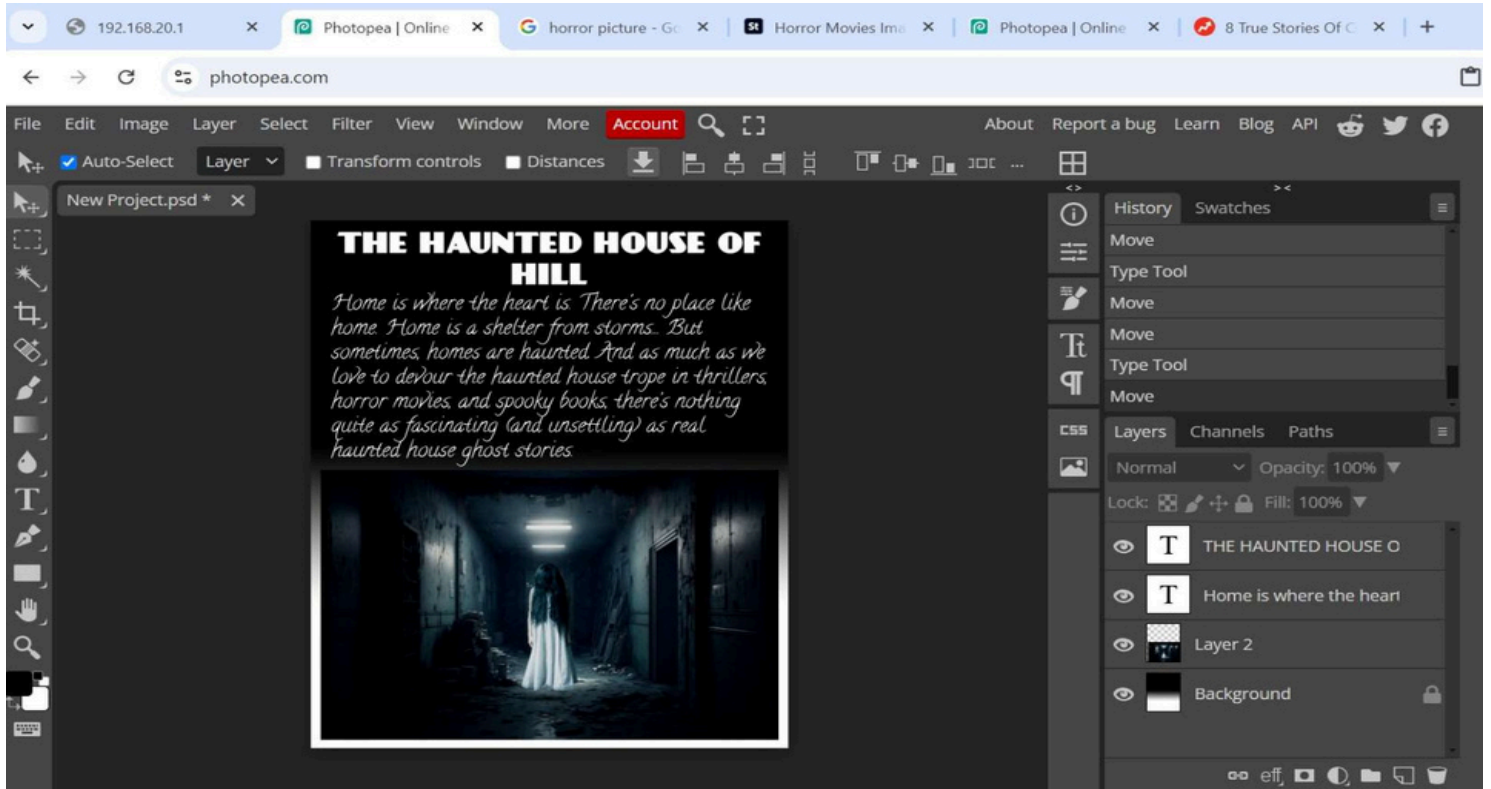 192.168.20.1
Photopea | Online
horror picture - Go
Horror Movies Ima
Photopea | Online
8 True Stories Of C
photopea.com
File Edit Image Layer Select Filter View Window More Account About Report a bug Learn Blog API
Auto-Select Layer Transform controls Distances
New Project.psd *
THE HAUNTED HOUSE OF
HILL
Home is where the heart is. There's no place like
home. Home is a shelter from storms... But
sometimes, homes are haunted. And as much as we
love to devour the haunted house trope in thrillers,
horror movies, and spooky books, there's nothing
quite as fascinating (and unsettling) as real
haunted house ghost stories.
CSS
History Swatches
Move
Type Tool
Move
Move
Type Tool
Move
Layers Channels Paths
Normal Opacity: 100%
Lock: Fill: 100%
THE HAUNTED HOUSE O
Home is where the heart
Layer 2
Background
eff